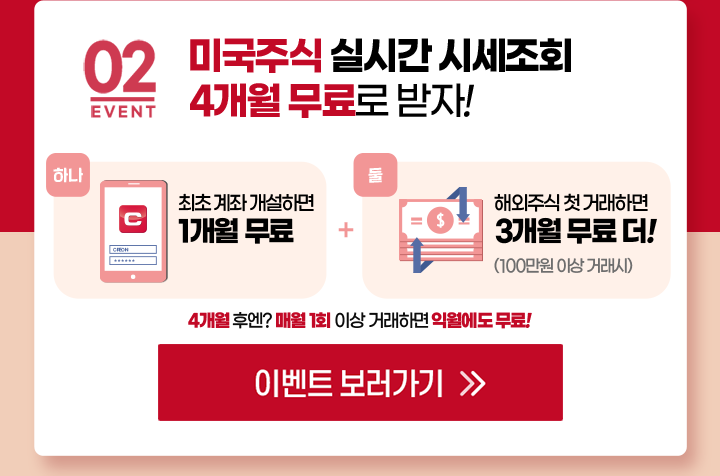 02
EVENT
미국주식 실시간 시세조회
4개월 무료로 받자!
하나
최초 계좌 개설하면
1개월 무료
C
CREON
******
+
둘
해외주식 첫 거래하면
3개월 무료 더!
(100만원 이상 거래시)
$
4개월 후엔? 매월 1회 이상 거래하면 익월에도 무료!
이벤트 보러가기 >>